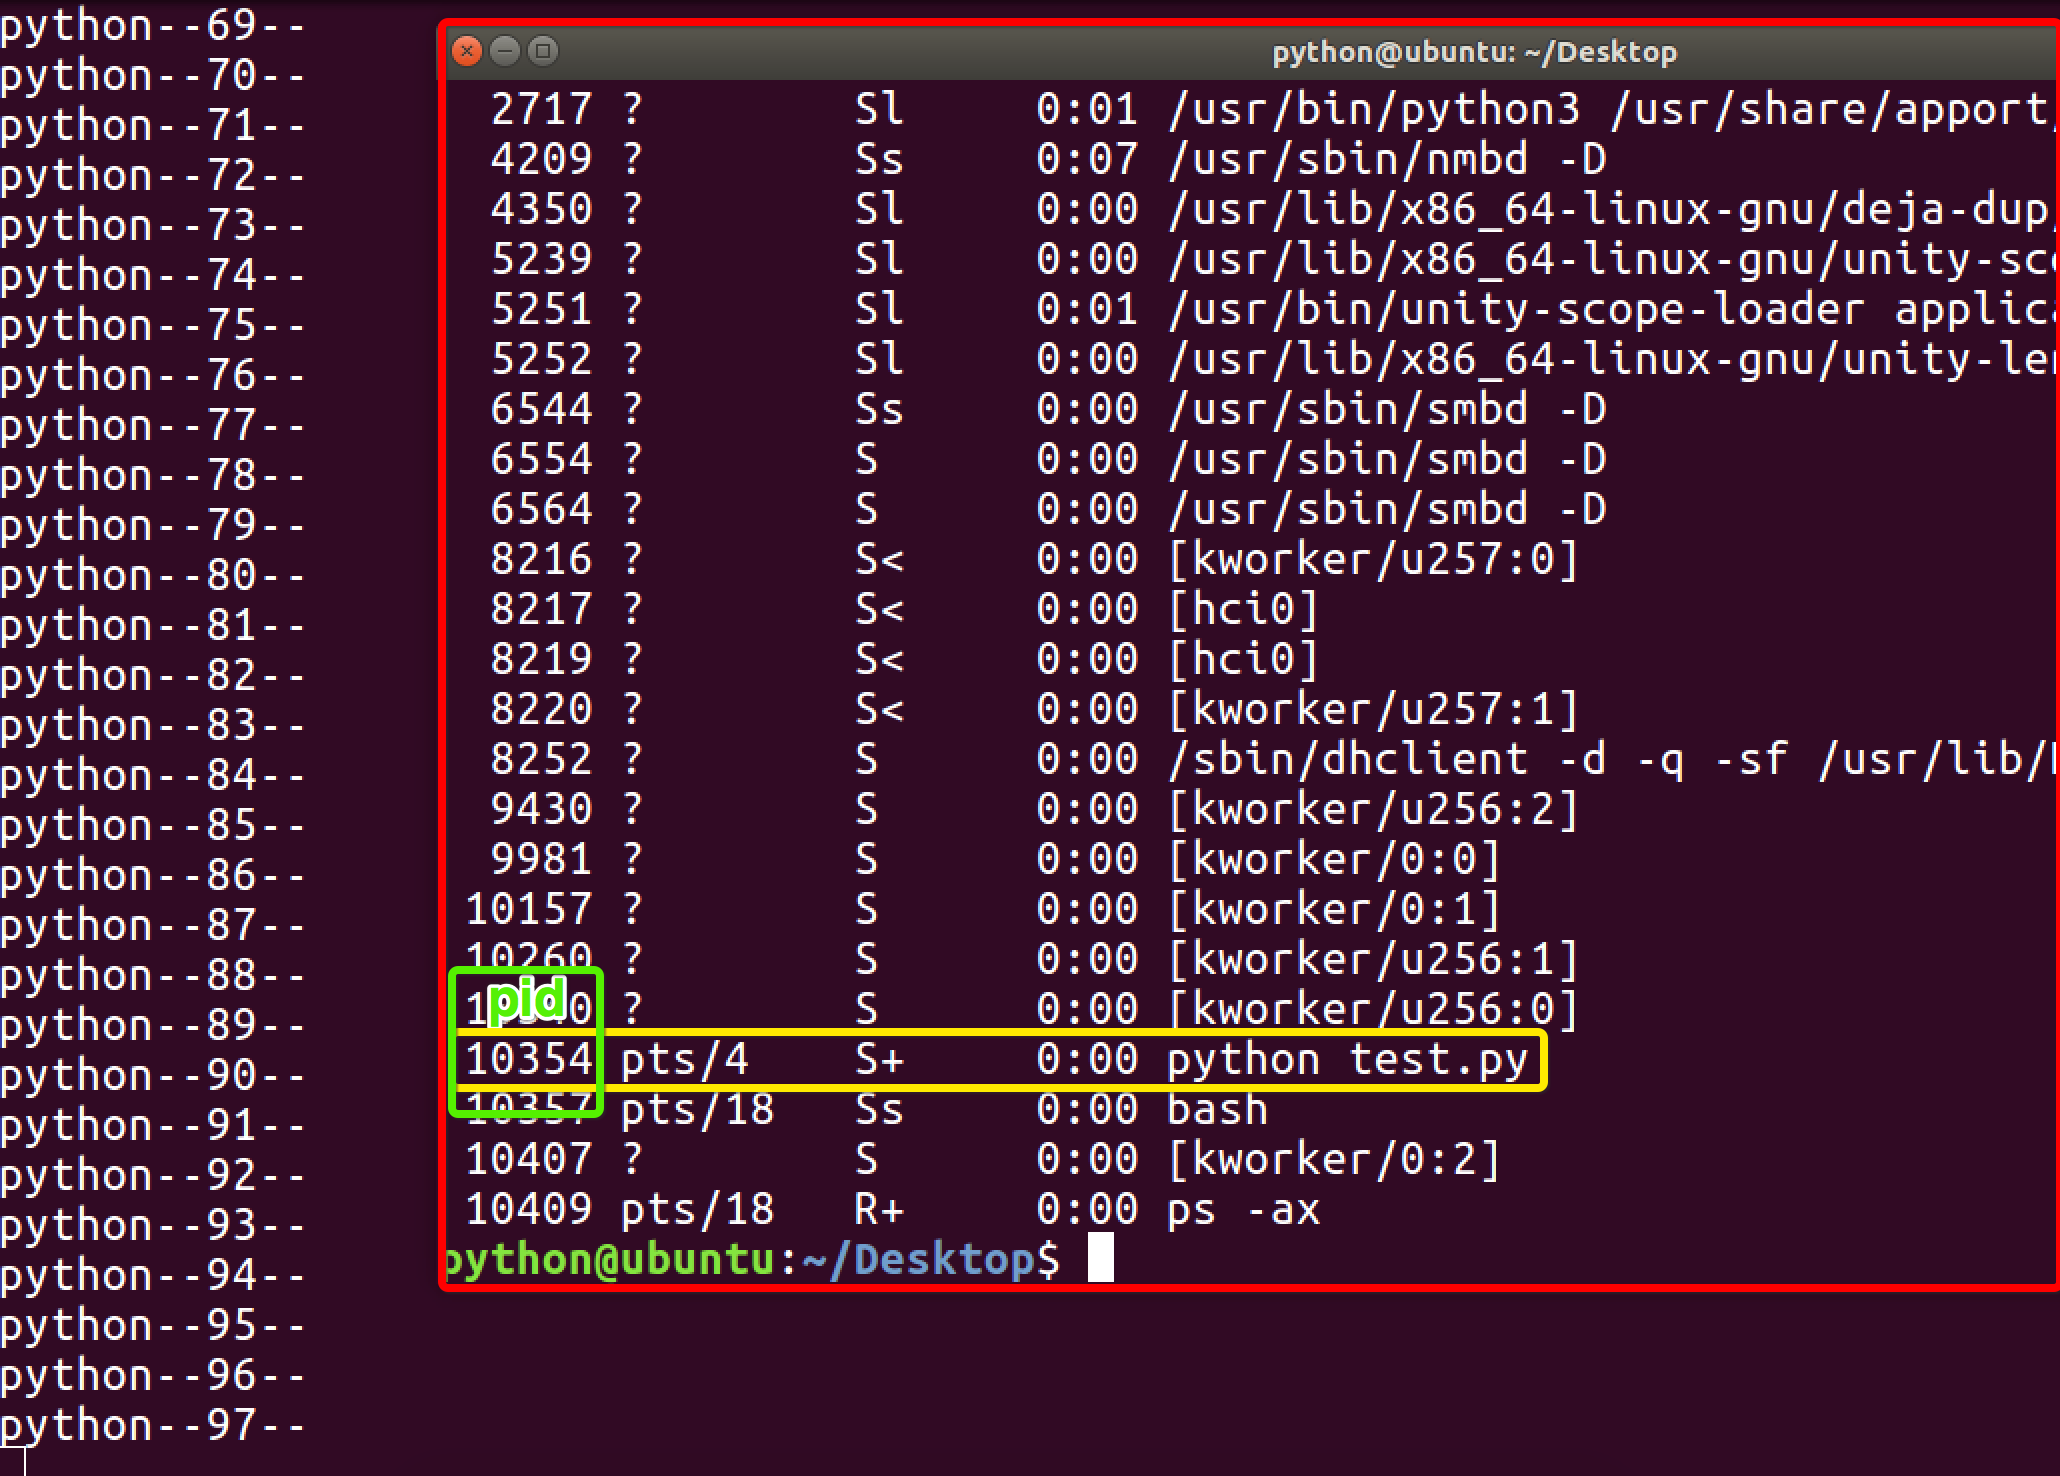 python--69--
python--70--
python--71--
python--72--
python--73--
python--74--
python--75--
python--76--
python--77--
python--78--
python--79--
python--80--
python--81--
python--82--
python--83--
python--84--
python--85--
python--86--
python--87--
python--88--
python--89--
python--90--
python--91--
python--92--
python--93--
python--94--
python--95--
python--96--
python--97--
python@ubuntu: ~/Desktop
2717 ? Sl 0:01 /usr/bin/python3 /usr/share/apport/
4209 ? Ss 0:07 /usr/sbin/nmbd -D
4350 ? Sl 0:00 /usr/lib/x86_64-linux-gnu/deja-dup/
5239 ? Sl 0:00 /usr/lib/x86_64-linux-gnu/unity-sco
5251 ? Sl 0:01 /usr/bin/unity-scope-loader applica
5252 ? Sl 0:00 /usr/lib/x86_64-linux-gnu/unity-len
6544 ? Ss 0:00 /usr/sbin/smbd -D
6554 ? S 0:00 /usr/sbin/smbd -D
6564 ? S 0:00 /usr/sbin/smbd -D
8216 ? S< 0:00 [kworker/u257:0]
8217 ? S< 0:00 [hci0]
8219 ? S< 0:00 [hci0]
8220 ? S< 0:00 [kworker/u257:1]
8252 ? S 0:00 /sbin/dhclient -d -q -sf /usr/lib/
9430 ? S 0:00 [kworker/u256:2]
9981 ? S 0:00 [kworker/0:0]
10157 ? S 0:00 [kworker/0:1]
10260 ? S 0:00 [kworker/u256:1]
pid
? S 0:00 [kworker/u256:0]
10354 pts/4 S+ 0:00 python test.py
10357 pts/18 Ss 0:00 bash
10407 ? S 0:00 [kworker/0:2]
10409 pts/18 R+ 0:00 ps -ax
python@ubuntu:~/Desktop$